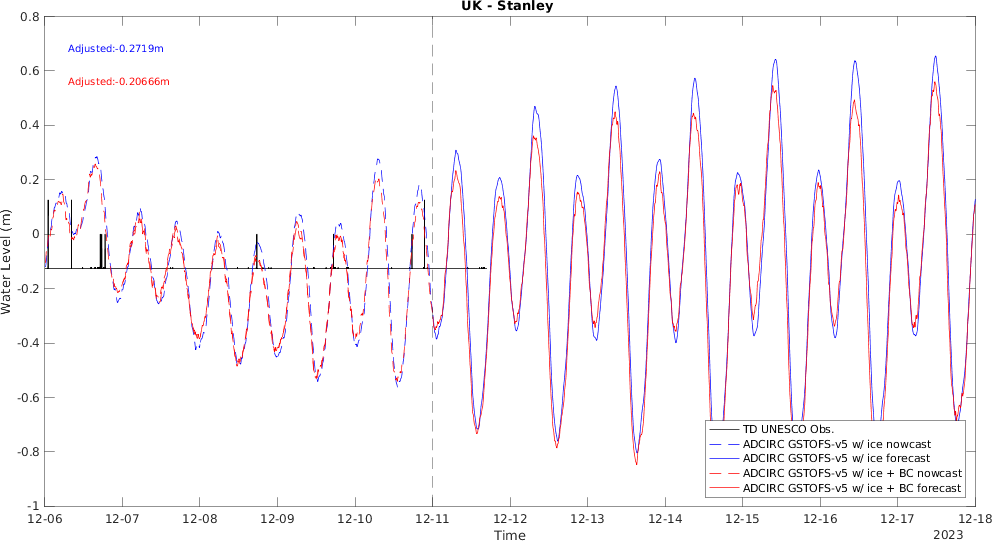 UK - Stanley
0.8
0.6
0.4
0.2
0
-0.2
-0.4
-0.6
-0.8
-1
Water Level (m)
Adjusted:-0.2719m
Adjusted:-0.20666m
TD UNESCO Obs.
ADCIRC GSTOFS-v5 w/ ice nowcast
ADCIRC GSTOFS-v5 w/ ice forecast
ADCIRC GSTOFS-v5 w/ ice + BC nowcast
ADCIRC GSTOFS-v5 w/ ice + BC forecast
12-06 12-07 12-08 12-09 12-10 12-11 12-12 12-13 12-14 12-15 12-16 12-17 12-18
Time
2023